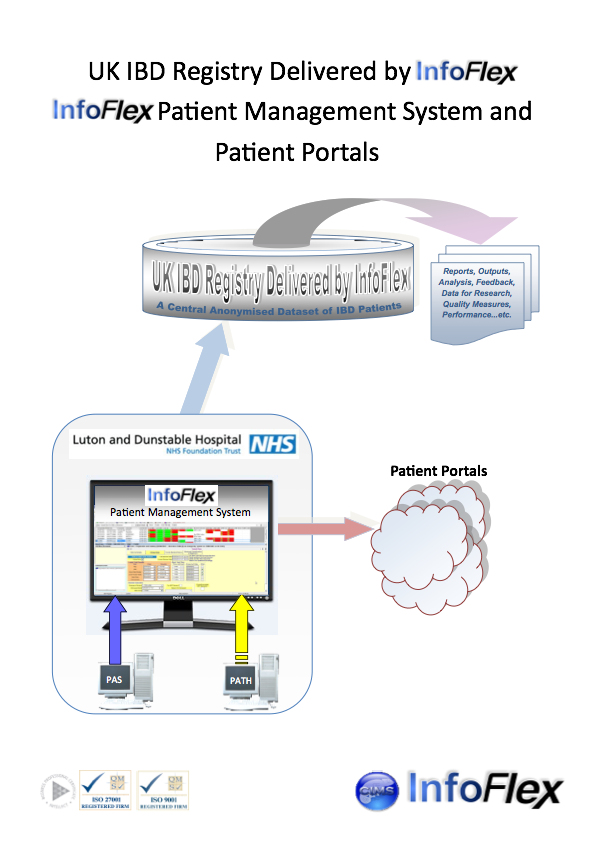 UK IBD Registry Delivered by InfoFlex
InfoFlex Patient Management System and
Patient Portals
UK IBD Registry Delivered by InfoFlex
A Central Anonymised Dataset of IBD Patients
Reports, Outputs,
Analysis, Feedback,
Data for Research,
Quality Measures,
Performance...etc.
Luton and Dunstable Hospital NHS
NHS Foundation Trust
InfoFlex
Patient Management System
DELL
Patient Portals
PAS
PATH
ISO 27001
REGISTERED FIRM
ISO 9001
REGISTERED FIRM
CIMS InfoFlex